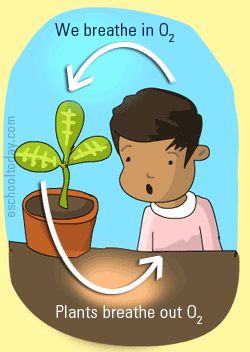 We breathe in O₂
eschooltoday.com
Plants breathe out O₂